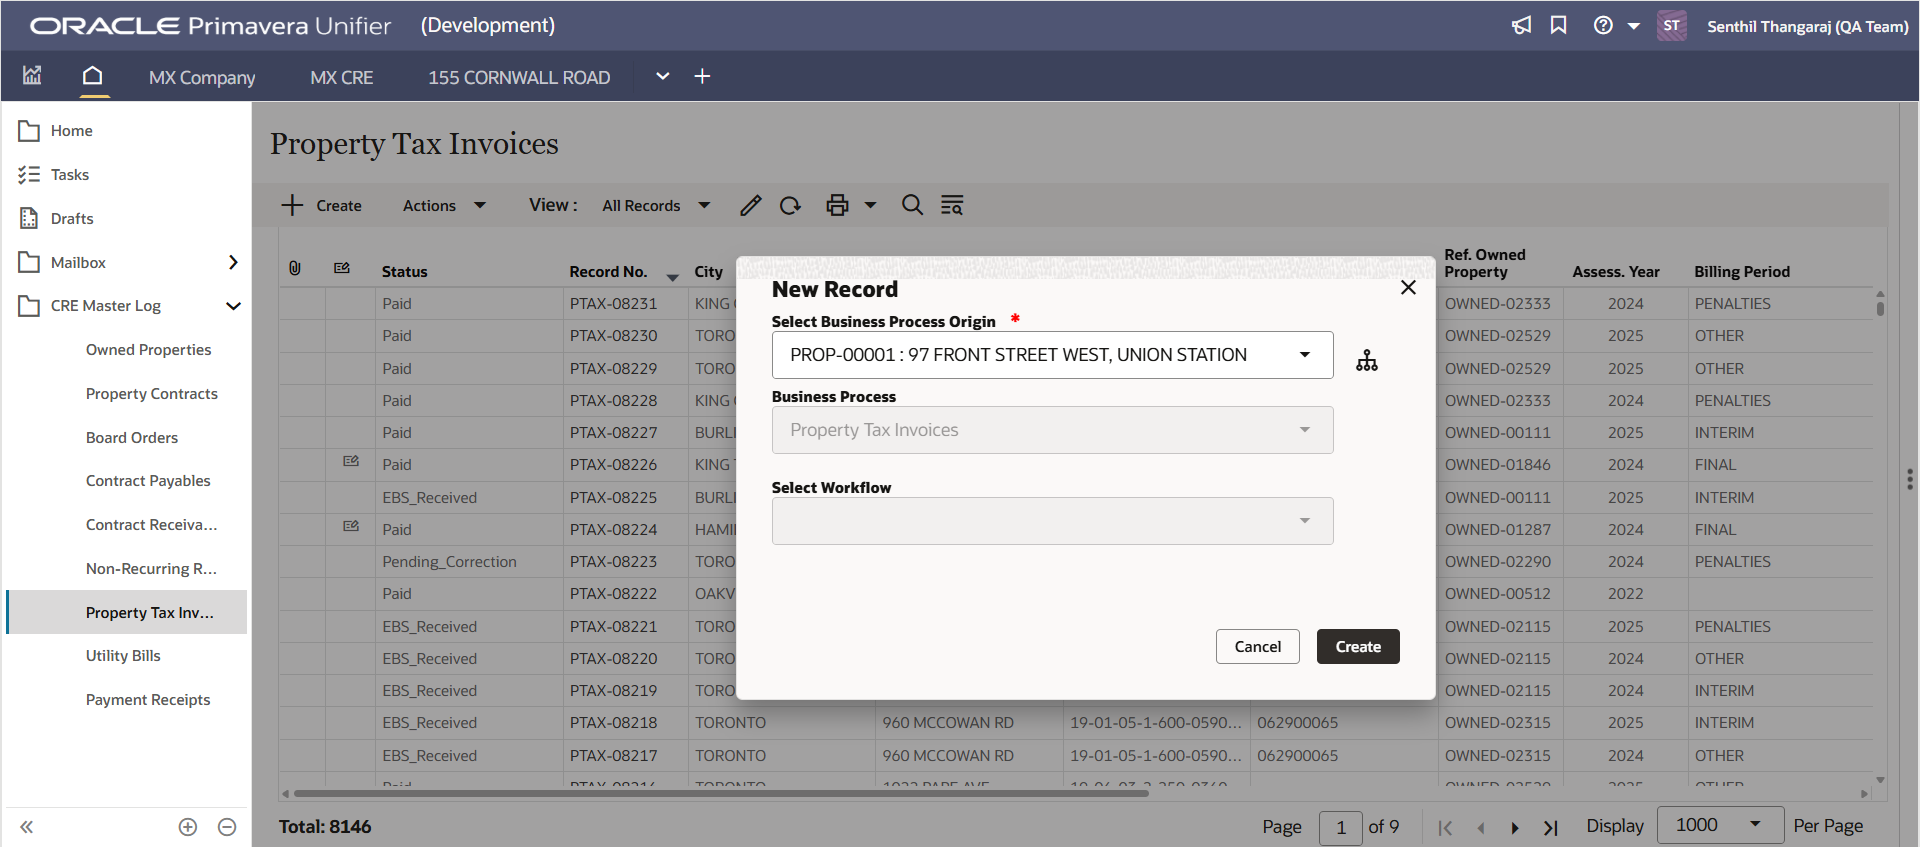 ORACLE Primavera Unifier (Development)
ST Senthil Thangaraj (QA Team)
MX Company MX CRE 155 CORNWALL ROAD
Home
Tasks
Drafts
Mailbox
CRE Master Log
Owned Properties
Property Contracts
Board Orders
Contract Payables
Contract Receiva...
Non-Recurring R...
Property Tax Inv...
Utility Bills
Payment Receipts
Property Tax Invoices
Create Actions View : All Records
Status Record No. City Ref. Owned Property Assess. Year Billing Period
Paid PTAX-08231 KING OWNED-02333 2024 PENALTIES
Paid PTAX-08230 TORO OWNED-02529 2025 OTHER
Paid PTAX-08229 TORO OWNED-02529 2025 OTHER
Paid PTAX-08228 KING OWNED-02333 2024 PENALTIES
Paid PTAX-08227 BURL OWNED-00111 2025 INTERIM
Paid PTAX-08226 KING OWNED-01846 2024 FINAL
EBS_Received PTAX-08225 BURL OWNED-00111 2025 INTERIM
Paid PTAX-08224 HAMI OWNED-01287 2024 FINAL
Pending_Correction PTAX-08223 TORO OWNED-02290 2024 PENALTIES
Paid PTAX-08222 OAKV OWNED-00512 2022
EBS_Received PTAX-08221 TORO OWNED-02115 2025 PENALTIES
EBS_Received PTAX-08220 TORO OWNED-02115 2024 OTHER
EBS_Received PTAX-08219 TORO OWNED-02115 2024 INTERIM
EBS_Received PTAX-08218 TORONTO 960 MCCOWAN RD 19-01-05-1-600-0590... 062900065 OWNED-02315 2025 INTERIM
EBS_Received PTAX-08217 TORONTO 960 MCCOWAN RD 19-01-05-1-600-0590... 062900065 OWNED-02315 2024 OTHER
New Record
Select Business Process Origin *
PROP-00001 : 97 FRONT STREET WEST, UNION STATION
Business Process
Property Tax Invoices
Select Workflow
Cancel Create
Total: 8146 Page 1 of 9 Display 1000 Per Page